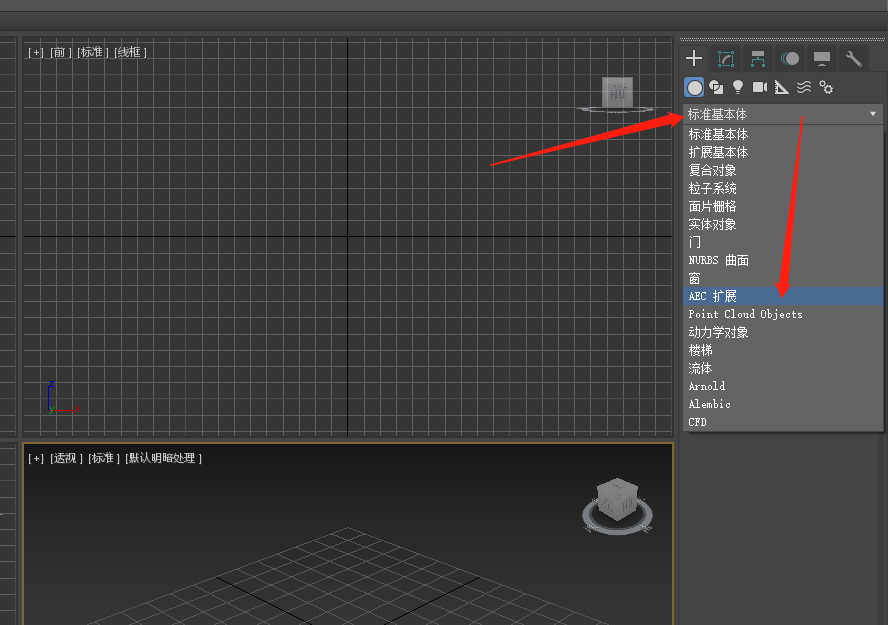 [+] [前] [标准] [线框]
前
标准基本体
标准基本体
扩展基本体
复合对象
粒子系统
面片栅格
实体对象
门
NURBS 曲面
窗
AEC 扩展
Point Cloud Objects
动力学对象
楼梯
流体
Arnold
Alembic
CFD
[+] [透视] [标准] [默认明暗处理]